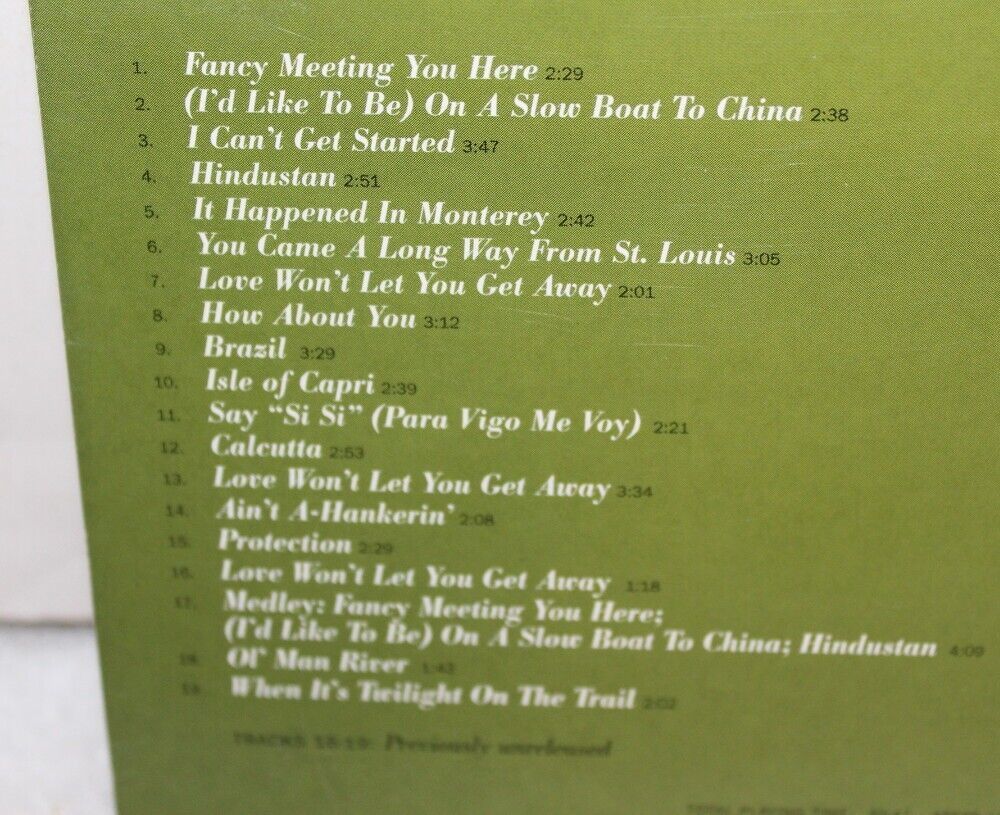 1. Fancy Meeting You Here 2:29
2. (I'd Like To Be) On A Slow Boat To China 2:38
3. I Can't Get Started 3:47
4. Hindustan 2:51
5. It Happened In Monterey 2:42
6. You Came A Long Way From St. Louis 3:05
7. Love Won't Let You Get Away 2:01
8. How About You 3:12
9. Brazil 3:29
10. Isle of Capri 2:39
11. Say “Si Si” (Para Vigo Me Voy) 2:21
12. Calcutta 2:53
13. Love Won't Let You Get Away 3:34
14. Ain't A-Hankerin' 2:08
15. Protection 2:29
16. Love Won't Let You Get Away 1:18
17. Medley: Fancy Meeting You Here;
(I'd Like To Be) On A Slow Boat To China; Hindustan 4:09
18. Ol' Man River 1:43
19. When It's Twilight On The Trail 2:02
TRACKS Previously unreleased
TOTAL PLAYING TIME